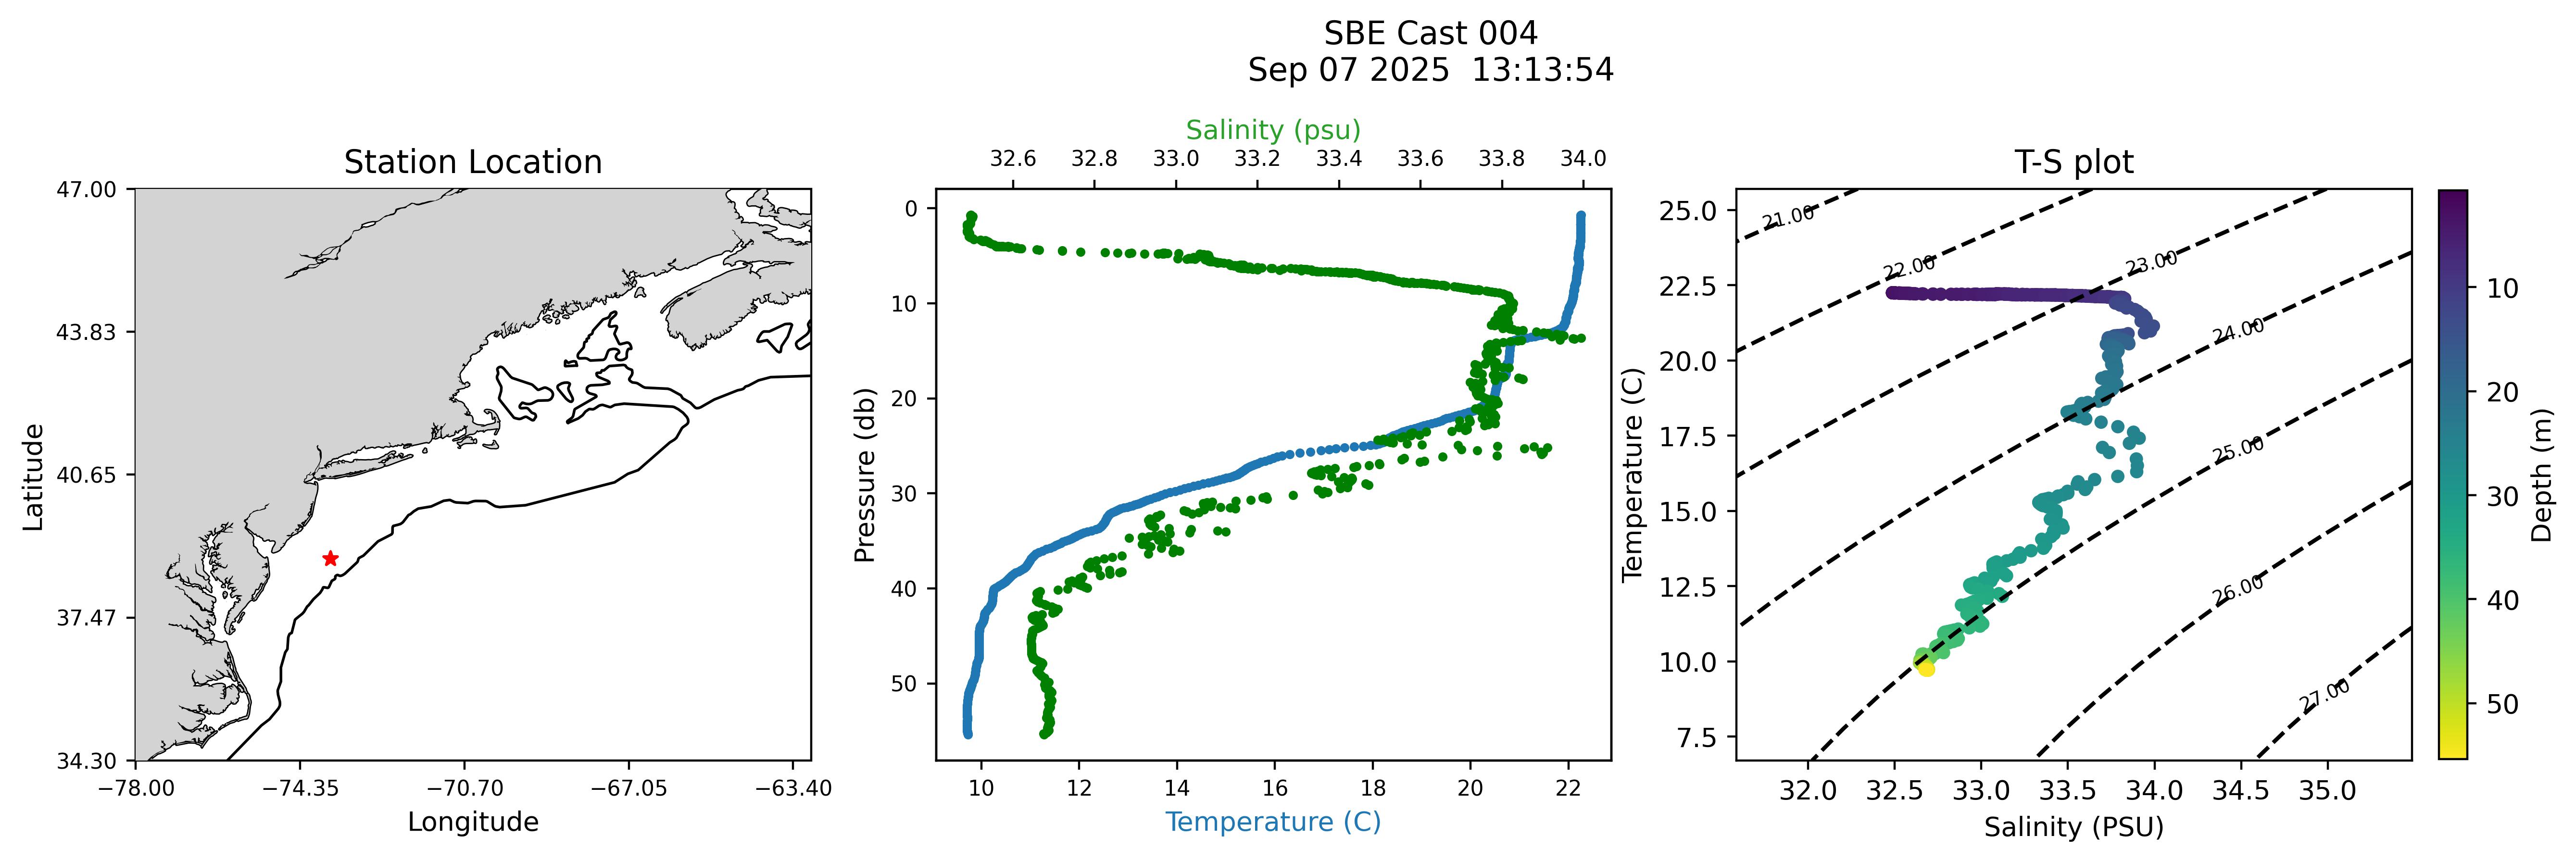 SBE Cast 004
Sep 07 2025  13:13:54
Station Location
47.00
43.83
40.65
37.47
34.30
Latitude
−78.00 −74.35 −70.70 −67.05 −63.40
Longitude
Salinity (psu)
32.6 32.8 33.0 33.2 33.4 33.6 33.8 34.0
0
10
20
30
40
50
Pressure (db)
10 12 14 16 18 20 22
Temperature (C)
T-S plot
25.0
22.5
20.0
17.5
15.0
12.5
10.0
7.5
Temperature (C)
21.00
22.00
23.00
24.00
25.00
26.00
27.00
32.0 32.5 33.0 33.5 34.0 34.5 35.0
Salinity (PSU)
10
20
30
40
50
Depth (m)